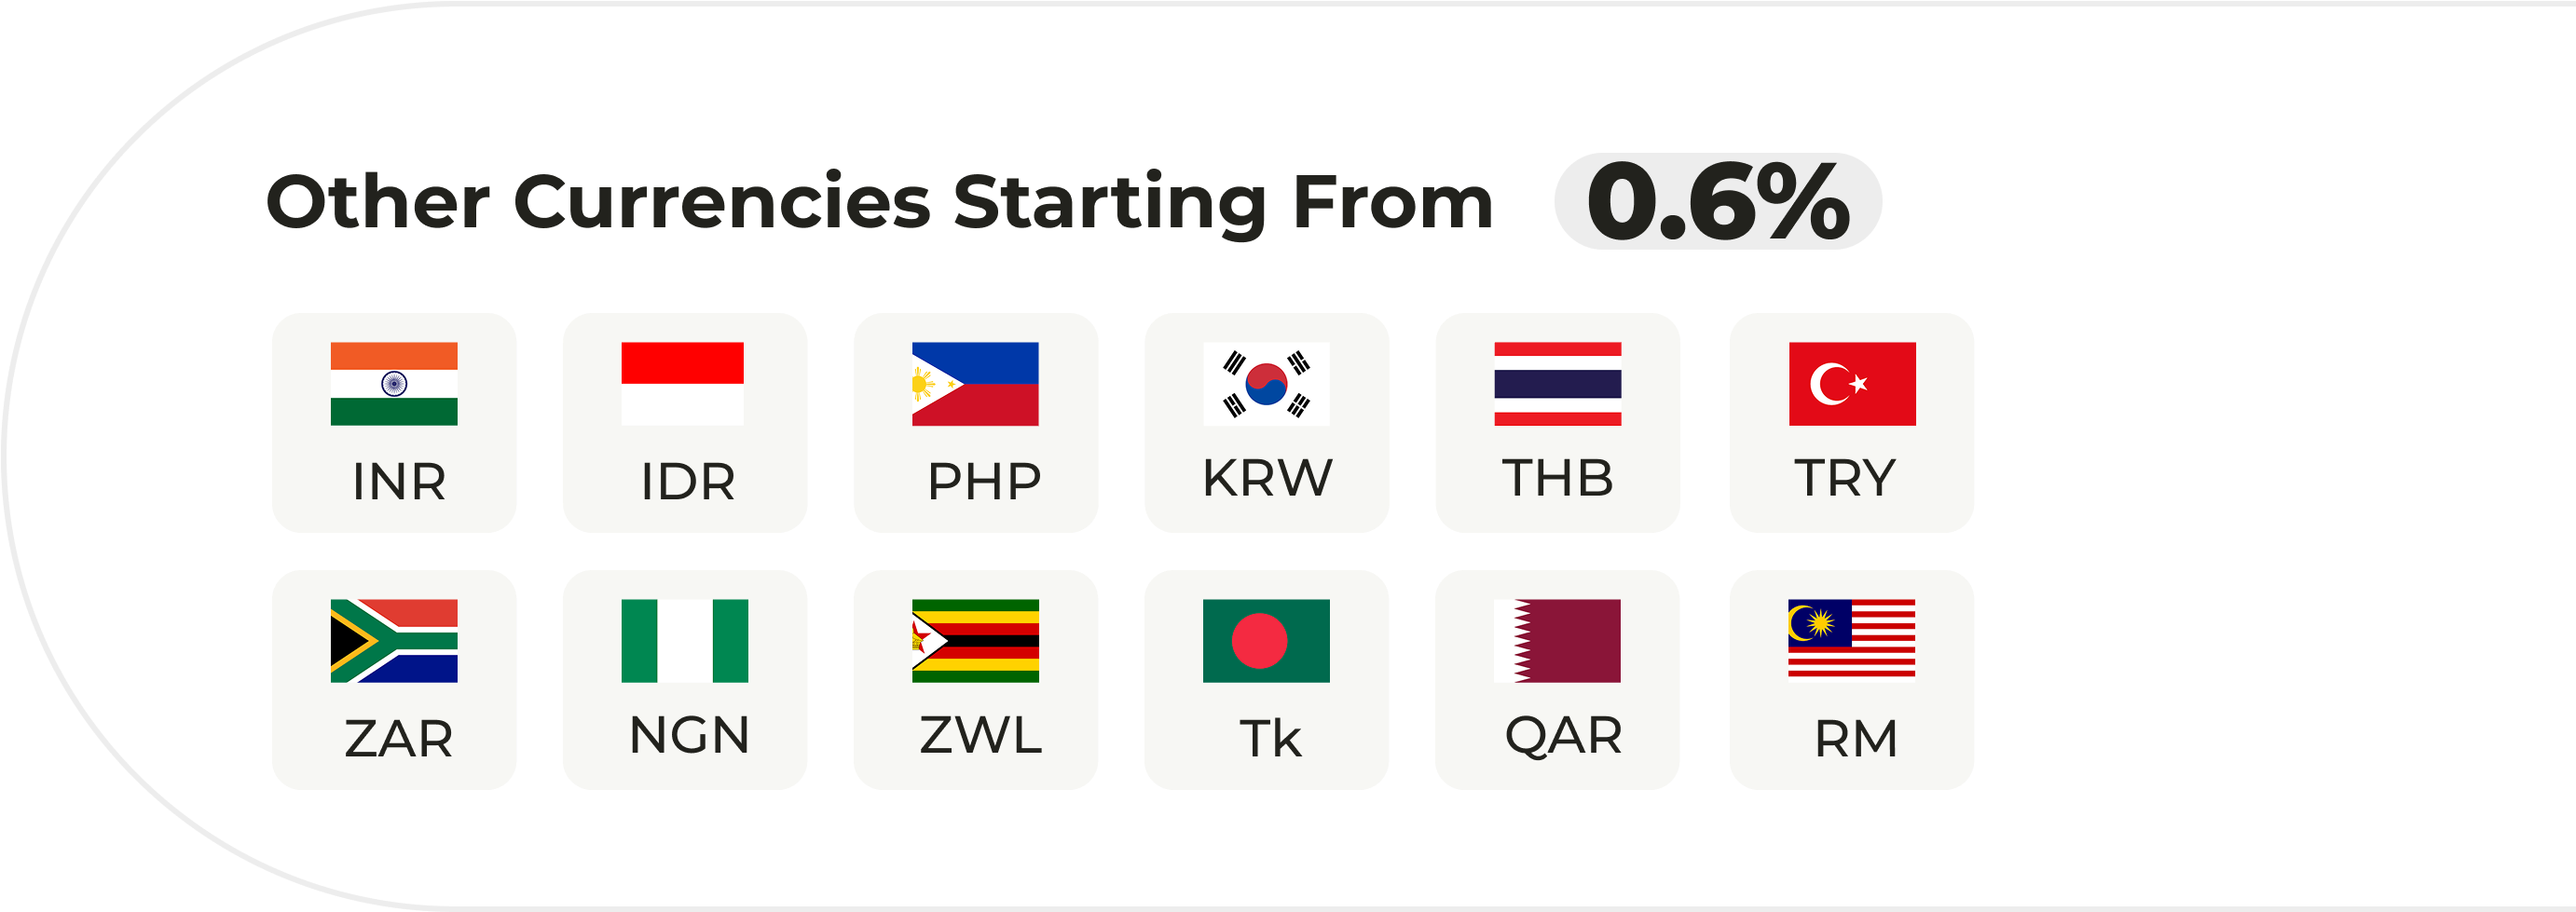 Other Currencies Starting From 0.6%
INR IDR PHP KRW THB TRY
ZAR NGN ZWL Tk QAR RM